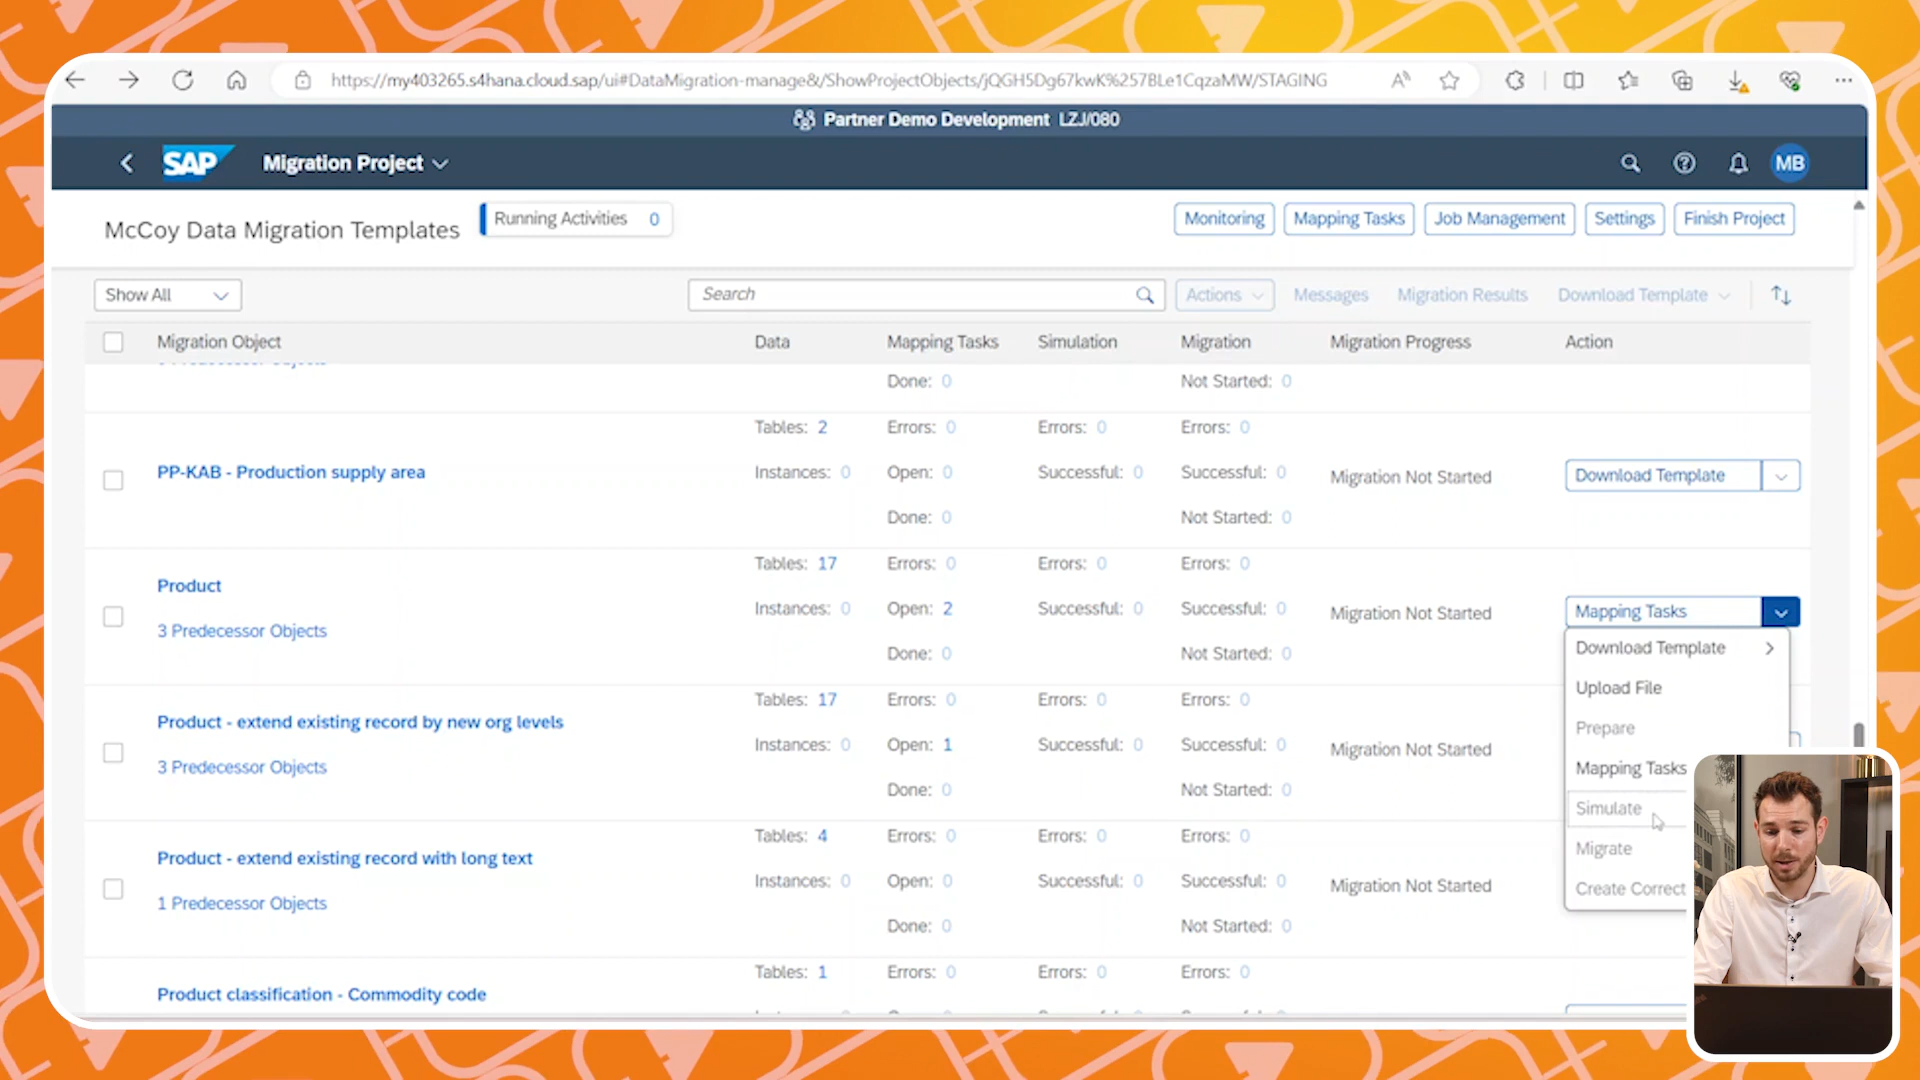 https://my403265.s4hana.cloud.sap/ui#DataMigration-manage&/ShowProjectObjects/jQGH5Dg67kwK%257BLe1CqzaMW/STAGING
Partner Demo Development LZJ/080
SAP Migration Project MB
McCoy Data Migration Templates Running Activities 0 Monitoring Mapping Tasks Job Management Settings Finish Project
Show All Search Actions Messages Migration Results Download Template
Migration Object Data Mapping Tasks Simulation Migration Migration Progress Action
Done: 0 Not Started: 0
Tables: 2 Errors: 0 Errors: 0 Errors: 0
PP-KAB - Production supply area Instances: 0 Open: 0 Successful: 0 Successful: 0 Migration Not Started Download Template
Done: 0 Not Started: 0
Tables: 17 Errors: 0 Errors: 0 Errors: 0
Product
Instances: 0 Open: 2 Successful: 0 Successful: 0 Migration Not Started Mapping Tasks
3 Predecessor Objects
Done: 0 Not Started: 0
Download Template
Upload File
Prepare
Mapping Tasks
Simulate
Migrate
Create Correct
Tables: 17 Errors: 0 Errors: 0 Errors: 0
Product - extend existing record by new org levels
Instances: 0 Open: 1 Successful: 0 Successful: 0 Migration Not Started
3 Predecessor Objects
Done: 0 Not Started: 0
Tables: 4 Errors: 0 Errors: 0 Errors: 0
Product - extend existing record with long text
Instances: 0 Open: 0 Successful: 0 Successful: 0 Migration Not Started
1 Predecessor Objects
Done: 0 Not Started: 0
Tables: 1 Errors: 0 Errors: 0 Errors: 0
Product classification - Commodity code